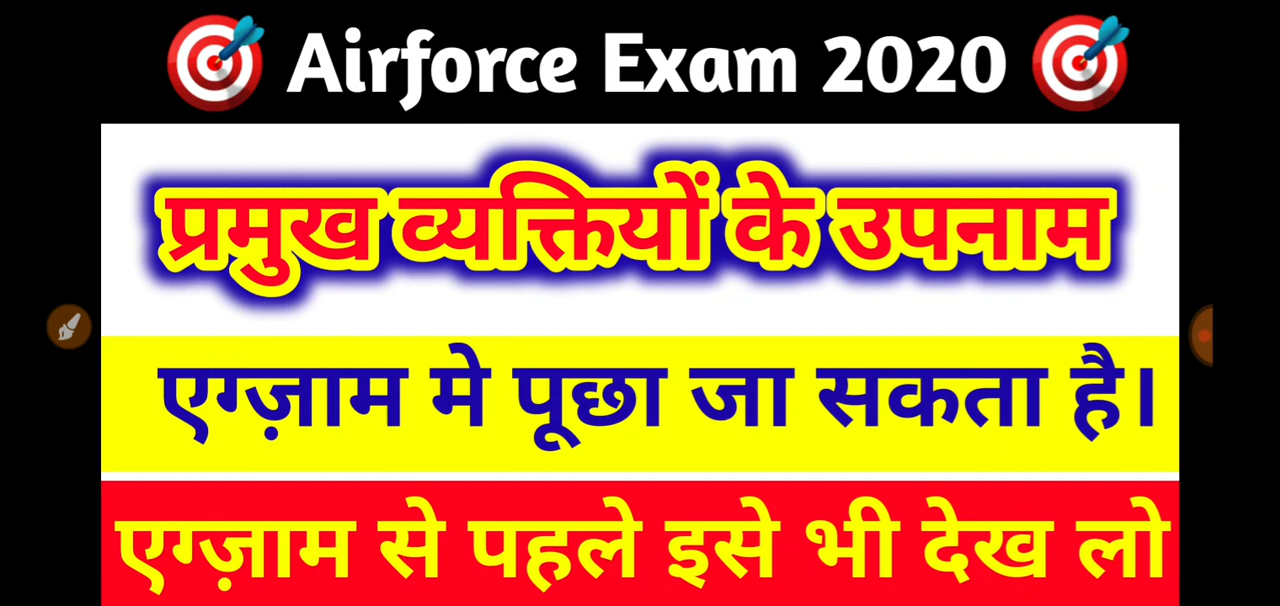 Airforce Exam 2020
प्रमुख व्यक्तियों के उपनाम
एग्ज़ाम मे पूछा जा सकता है।
एग्ज़ाम से पहले इसे भी देख लो